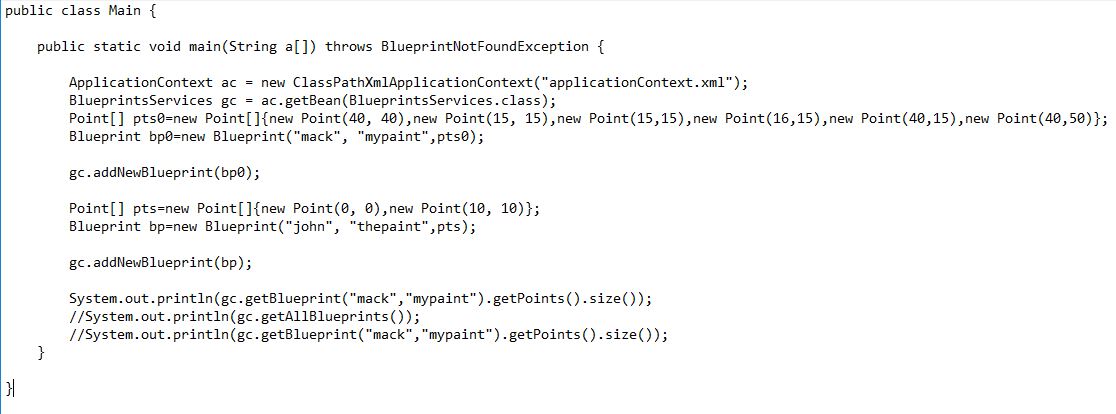 public class Main {
public static void main(String a[]) throws BlueprintNotFoundException {
ApplicationContext ac = new ClassPathXmlApplicationContext("applicationContext.xml");
BlueprintsServices gc = ac.getBean(BlueprintsServices.class);
Point[] pts0=new Point[]{new Point(40, 40),new Point(15, 15),new Point(15,15),new Point(16,15),new Point(40,15),new Point(40,50)};
Blueprint bp0=new Blueprint("mack", "mypaint",pts0);
gc.addNewBlueprint(bp0);
Point[] pts=new Point[]{new Point(0, 0),new Point(10, 10)};
Blueprint bp=new Blueprint("john", "thepaint",pts);
gc.addNewBlueprint(bp);
System.out.println(gc.getBlueprint("mack","mypaint").getPoints().size());
//System.out.println(gc.getAllBlueprints());
//System.out.println(gc.getBlueprint("mack","mypaint").getPoints().size());
}
}